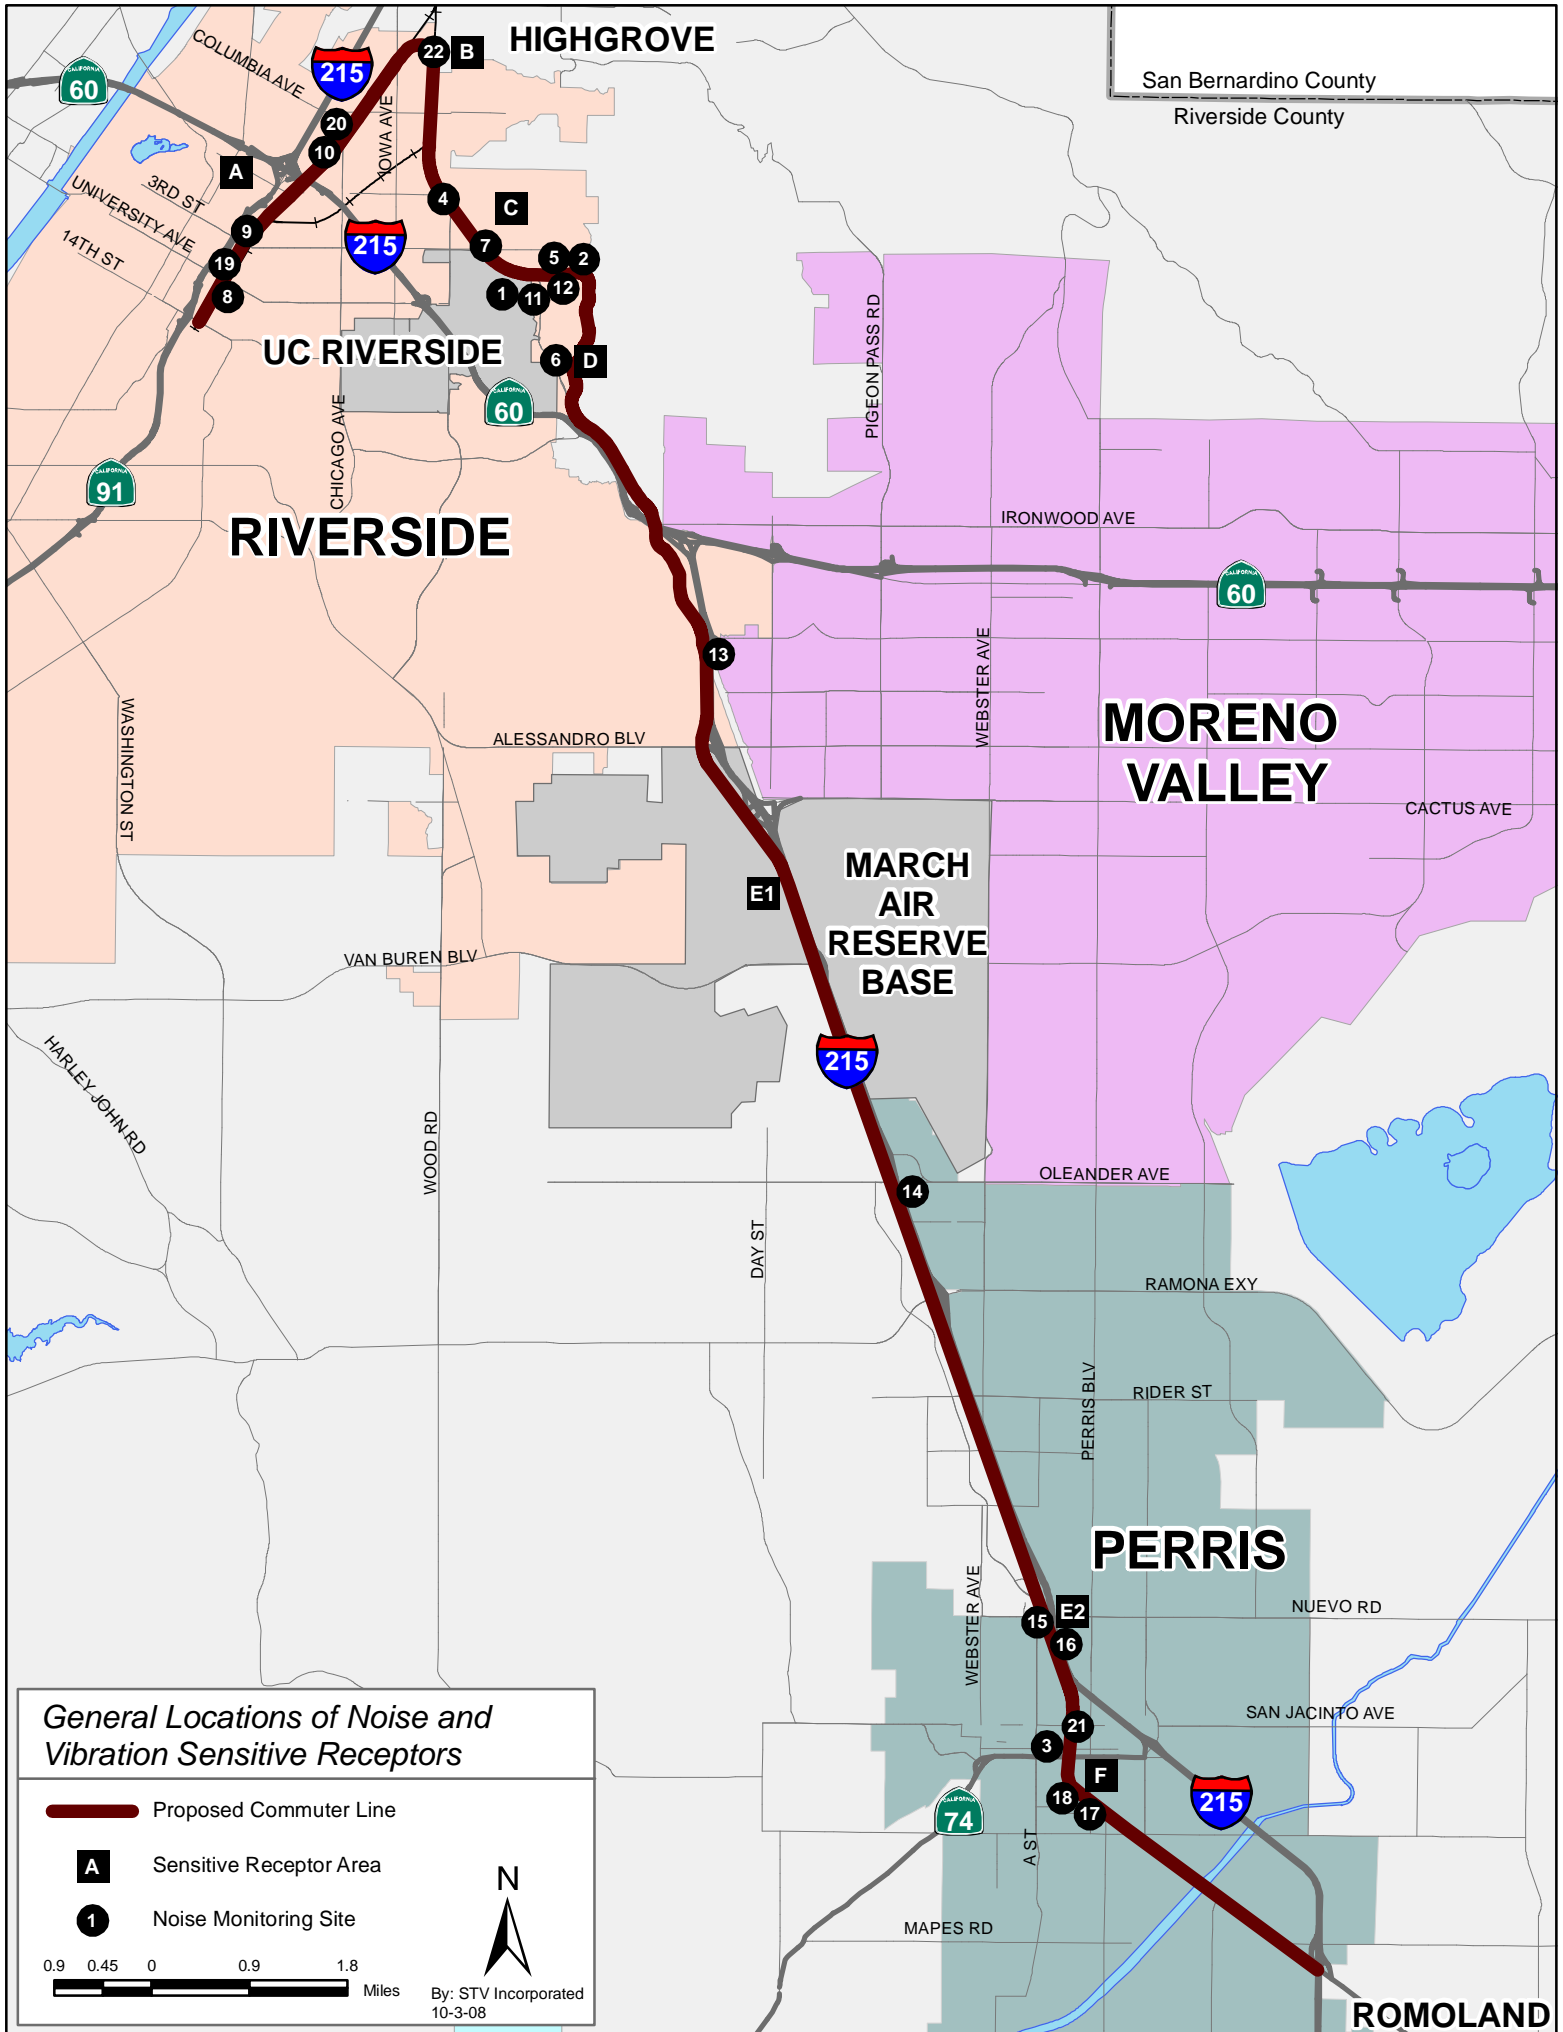 HIGHGROVE
San Bernardino County
Riverside County
COLUMBIA AVE
215
60
22
B
20
10
IOWA AVE
A
3RD ST
UNIVERSITY AVE
14TH ST
9
19
8
4
C
7
5
2
1
11
12
215
UC RIVERSIDE
6
D
CALIFORNIA
60
CHICAGO AVE
CALIFORNIA
91
RIVERSIDE
PIGEON PASS RD
IRONWOOD AVE
CALIFORNIA
60
13
WEBSTER AVE
MORENO
VALLEY
WASHINGTON ST
ALESSANDRO BLV
CACTUS AVE
MARCH
AIR
RESERVE
BASE
E1
VAN BUREN BLV
215
HARLEY JOHN RD
WOOD RD
OLEANDER AVE
14
DAY ST
RAMONA EXY
PERRIS BLV
RIDER ST
PERRIS
WEBSTER AVE
NUEVO RD
15
E2
16
SAN JACINTO AVE
21
3
F
18
17
CALIFORNIA
74
215
A ST
MAPES RD
ROMOLAND
General Locations of Noise and
Vibration Sensitive Receptors
Proposed Commuter Line
A Sensitive Receptor Area
1 Noise Monitoring Site
N
0.9 0.45 0 0.9 1.8
Miles
By: STV Incorporated
10-3-08